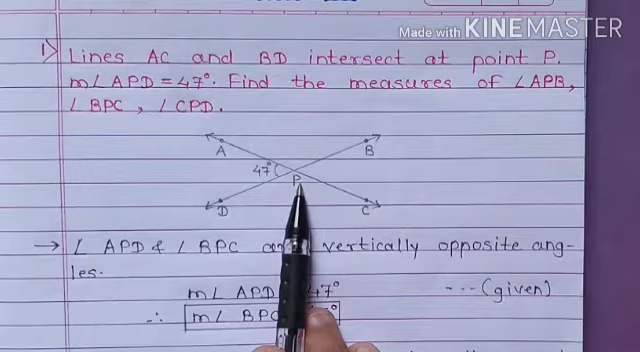 Made with KINEMASTER
1) Lines AC and BD intersect at point P.
m∠APD = 47°. Find the measures of ∠APB,
∠BPC, ∠CPD.
A B
47°
P
D C
→ ∠ APD & ∠ BPC vertically opposite ang-
les.
m∠ APD 47° ---(given)
∴ m∠ BPC